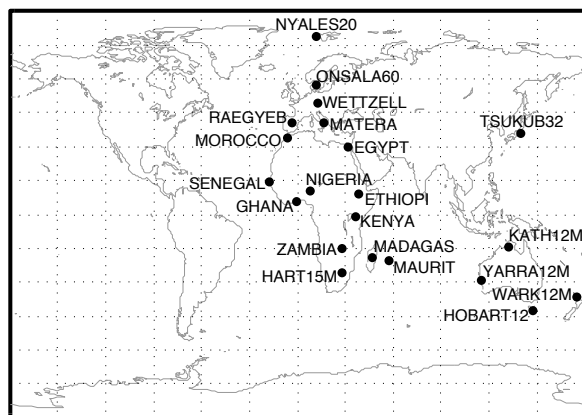 NYALES20
ONSALA60
WETTZELL
RAEGYEB
MATERA
TSUKUB32
MOROCCO
EGYPT
SENEGAL
NIGERIA
ETHIOPI
GHANA
KENYA
ZAMBIA
MADAGAS
KATH12M
MAURIT
HART15M
YARRA12M
WARK12M
HOBART12